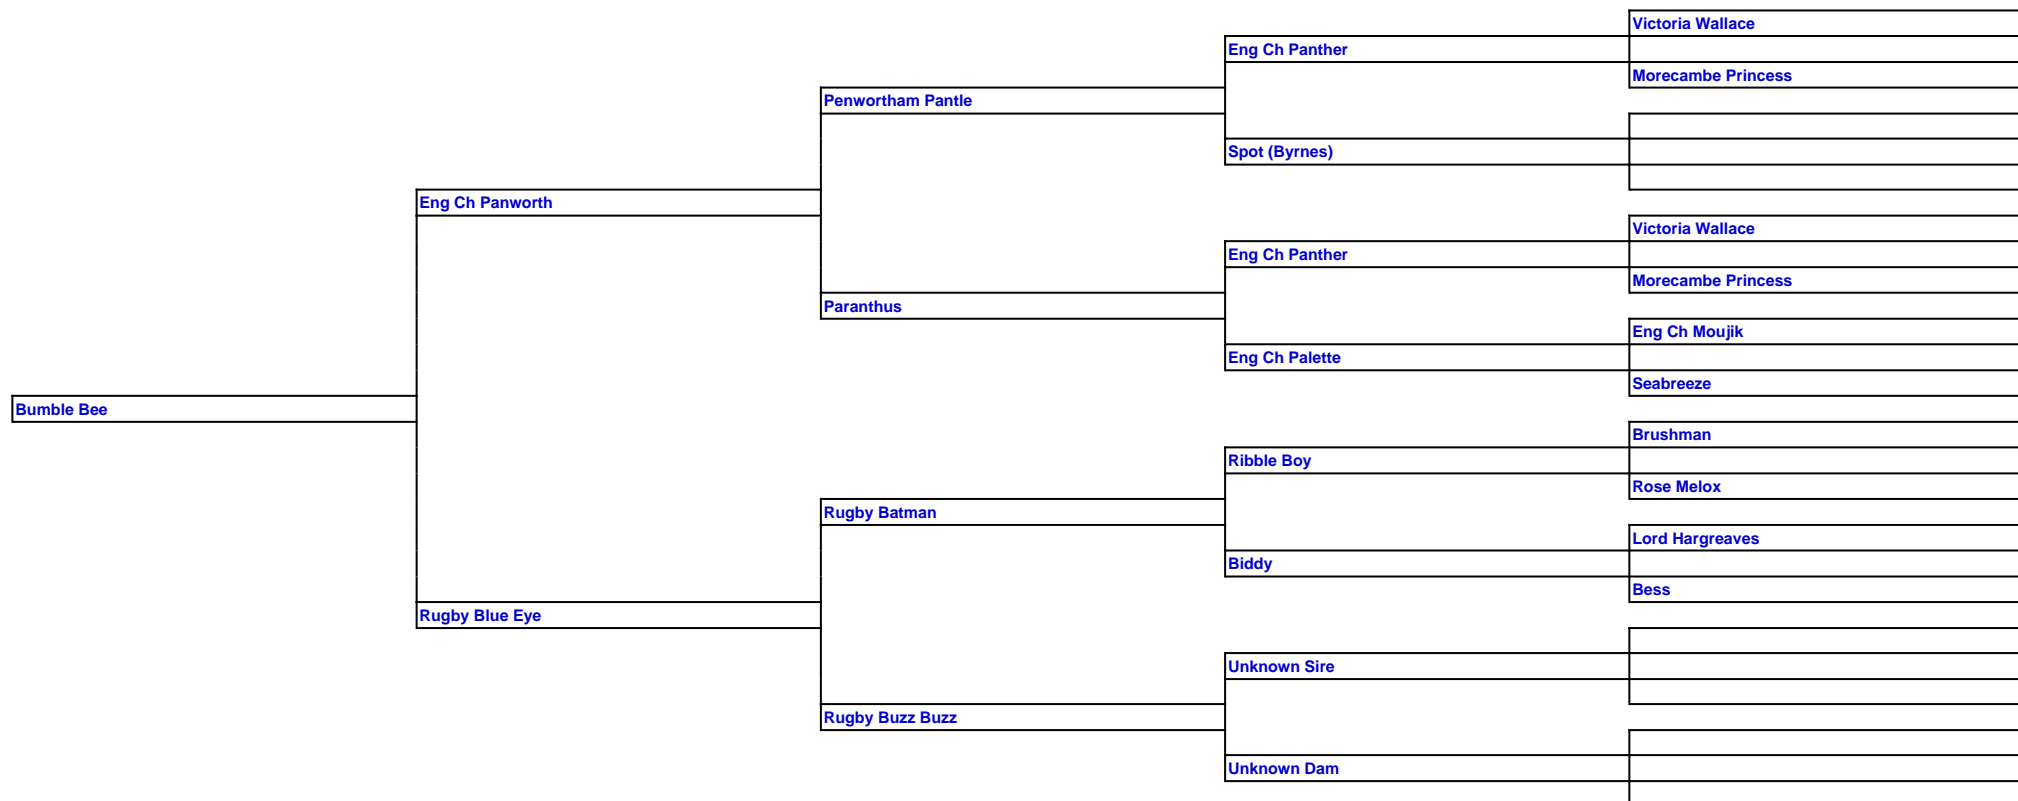 Victoria Wallace
Eng Ch Panther
Morecambe Princess
Penwortham Pantle
Spot (Byrnes)
Eng Ch Panworth
Victoria Wallace
Eng Ch Panther
Morecambe Princess
Paranthus
Eng Ch Moujik
Eng Ch Palette
Seabreeze
Bumble Bee
Brushman
Ribble Boy
Rose Melox
Rugby Batman
Lord Hargreaves
Biddy
Bess
Rugby Blue Eye
Unknown Sire
Rugby Buzz Buzz
Unknown Dam